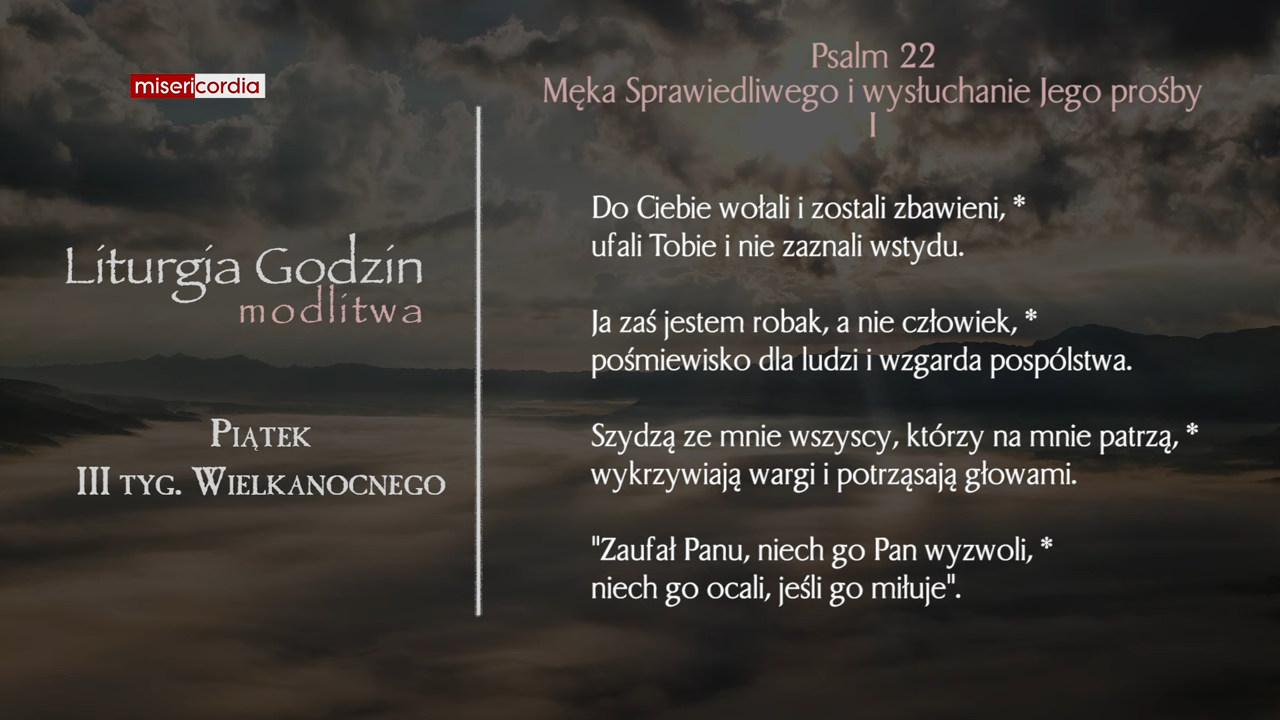 misericordia
Liturgia Godzin
modlitwa
Piątek
III tyg. Wielkanocnego
Psalm 22
Męka Sprawiedliwego i wysłuchanie Jego prośby
I
Do Ciebie wołali i zostali zbawieni, *
ufali Tobie i nie zaznali wstydu.
Ja zaś jestem robak, a nie człowiek, *
pośmiewisko dla ludzi i wzgarda pospólstwa.
Szydzą ze mnie wszyscy, którzy na mnie patrzą, *
wykrzywiają wargi i potrząsają głowami.
"Zaufał Panu, niech go Pan wyzwoli, *
niech go ocali, jeśli go miłuje".